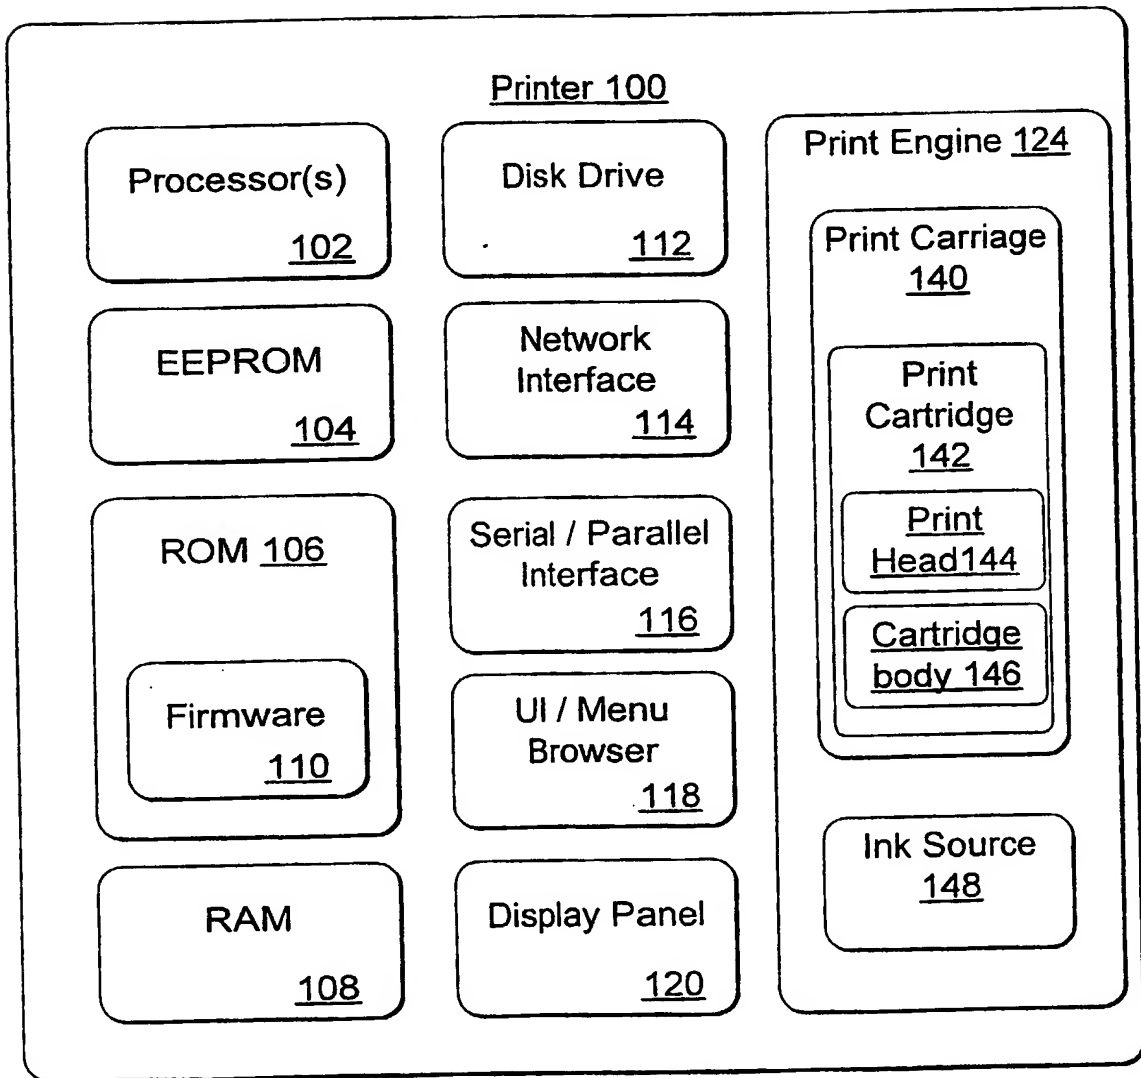 Printer 100
Processor(s)
102
EEPROM
104
ROM 106
Firmware
110
RAM
108
Disk Drive
112
Network
Interface
114
Serial / Parallel
Interface
116
UI / Menu
Browser
118
Display Panel
120
Print Engine 124
Print Carriage
140
Print
Cartridge
142
Print
Head144
Cartridge
body 146
Ink Source
148